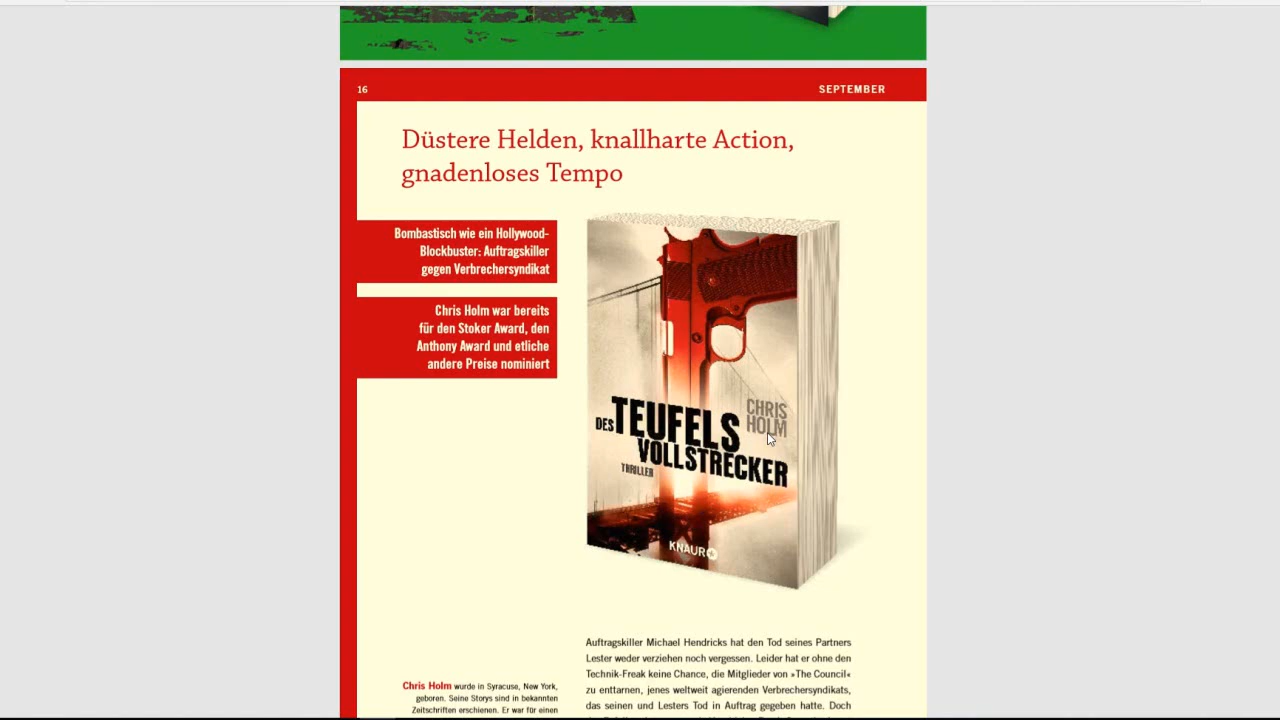 16
SEPTEMBER
Düstere Helden, knallharte Action,
gnadenloses Tempo
Bombastisch wie ein Hollywood-
Blockbuster: Auftragskiller
gegen Verbrechersyndikat
Chris Holm war bereits
für den Stoker Award, den
Anthony Award und etliche
andere Preise nominiert
CHRIS
HOLM
DES TEUFELS
VOLLSTRECKER
THRILLER
KNAUR
Auftragskiller Michael Hendricks hat den Tod seines Partners
Lester weder verziehen noch vergessen. Leider hat er ohne den
Technik-Freak keine Chance, die Mitglieder von »The Council«
zu enttarnen, jenes weltweit agierenden Verbrechersyndikats,
das seinen und Lesters Tod in Auftrag gegeben hatte. Doch
Chris Holm wurde in Syracuse, New York,
geboren. Seine Storys sind in bekannten
Zeitschriften erschienen. Er war für einen